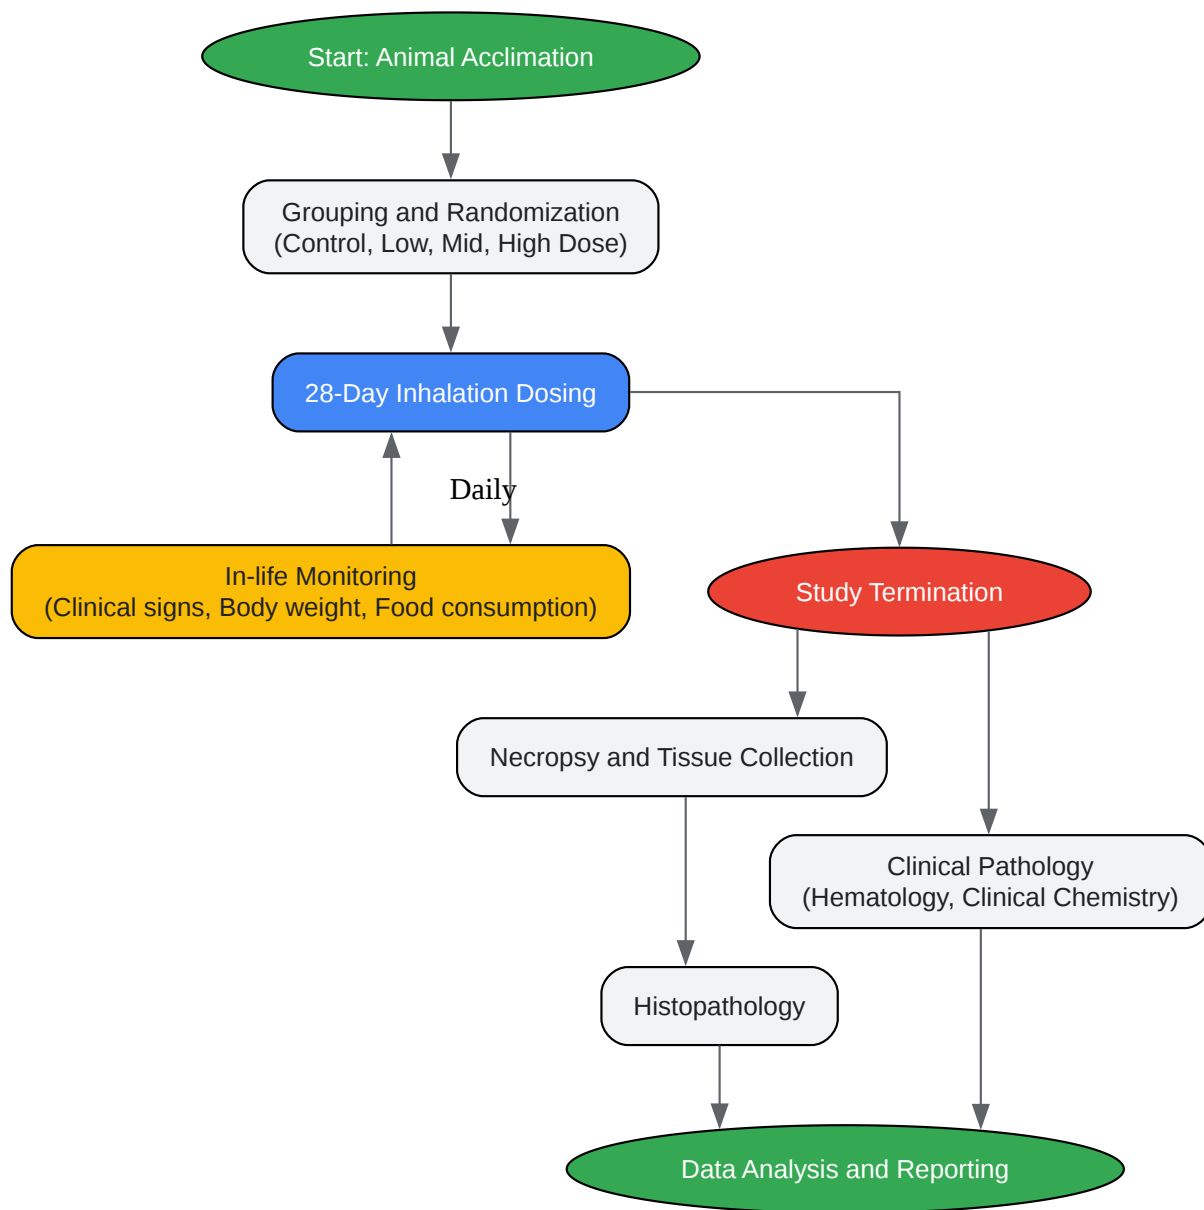 Start: Animal Acclimation
Grouping and Randomization
(Control, Low, Mid, High Dose)
28-Day Inhalation Dosing
Daily
In-life Monitoring
(Clinical signs, Body weight, Food consumption)
Study Termination
Necropsy and Tissue Collection
Clinical Pathology
(Hematology, Clinical Chemistry)
Histopathology
Data Analysis and Reporting